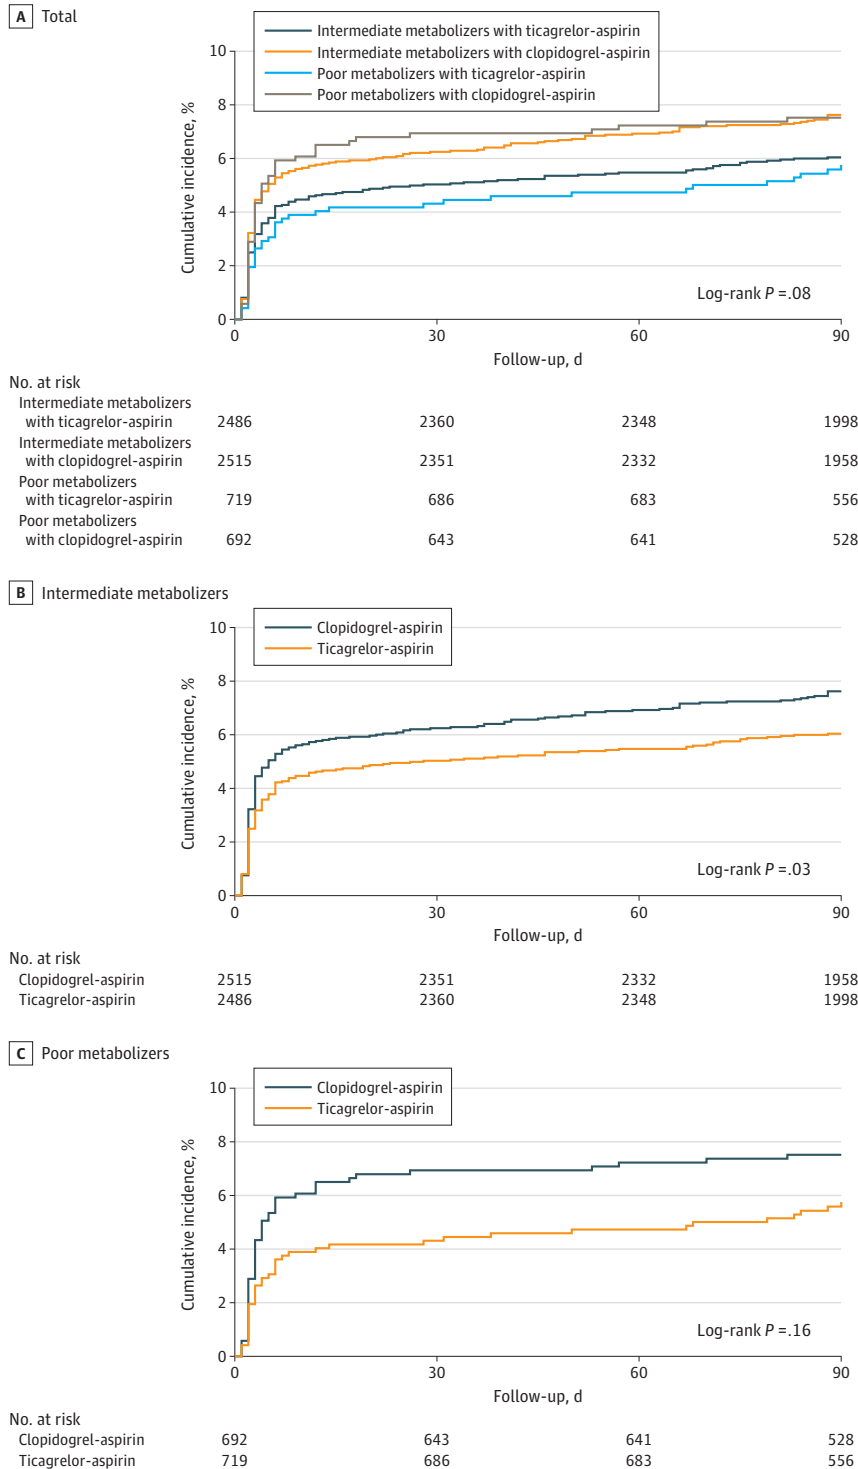 A Total
Intermediate metabolizers with ticagrelor-aspirin
Intermediate metabolizers with clopidogrel-aspirin
Poor metabolizers with ticagrelor-aspirin
Poor metabolizers with clopidogrel-aspirin
Cumulative incidence, %
10
8
6
4
2
0
Log-rank P =.08
0 30 60 90
Follow-up, d
No. at risk
Intermediate metabolizers
with ticagrelor-aspirin 2486 2360 2348 1998
Intermediate metabolizers
with clopidogrel-aspirin 2515 2351 2332 1958
Poor metabolizers
with ticagrelor-aspirin 719 686 683 556
Poor metabolizers
with clopidogrel-aspirin 692 643 641 528
B Intermediate metabolizers
Clopidogrel-aspirin
Ticagrelor-aspirin
Cumulative incidence, %
10
8
6
4
2
0
Log-rank P =.03
0 30 60 90
Follow-up, d
No. at risk
Clopidogrel-aspirin 2515 2351 2332 1958
Ticagrelor-aspirin 2486 2360 2348 1998
C Poor metabolizers
Clopidogrel-aspirin
Ticagrelor-aspirin
Cumulative incidence, %
10
8
6
4
2
0
Log-rank P =.16
0 30 60 90
Follow-up, d
No. at risk
Clopidogrel-aspirin 692 643 641 528
Ticagrelor-aspirin 719 686 683 556